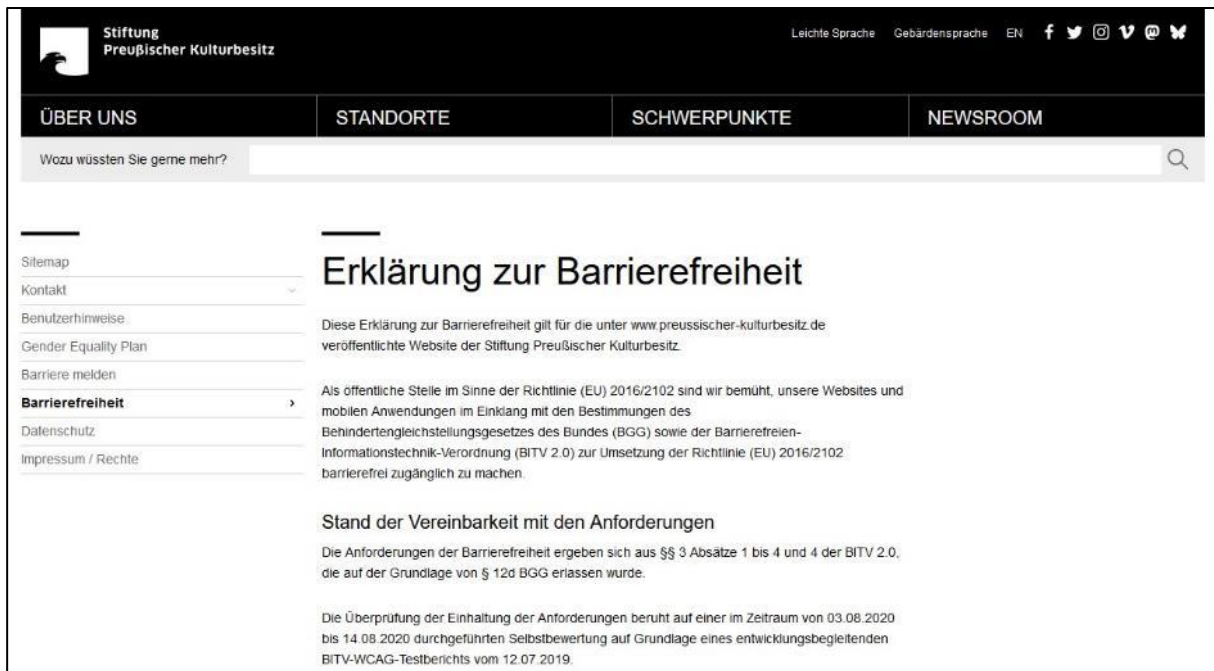 Stiftung
Preußischer Kulturbesitz
Leichte Sprache Gebärdensprache EN
ÜBER UNS STANDORTE SCHWERPUNKTE NEWSROOM
Wozu wüssten Sie gerne mehr?
Sitemap
Kontakt
Benutzerhinweise
Gender Equality Plan
Barriere melden
Barrierefreiheit
Datenschutz
Impressum / Rechte
Erklärung zur Barrierefreiheit
Diese Erklärung zur Barrierefreiheit gilt für die unter www.preussischer-kulturbesitz.de
veröffentlichte Website der Stiftung Preußischer Kulturbesitz.
Als öffentliche Stelle im Sinne der Richtlinie (EU) 2016/2102 sind wir bemüht, unsere Websites und
mobilen Anwendungen im Einklang mit den Bestimmungen des
Behindertengleichstellungsgesetzes des Bundes (BGG) sowie der Barrierefreien-
Informationstechnik-Verordnung (BITV 2.0) zur Umsetzung der Richtlinie (EU) 2016/2102
barrierefrei zugänglich zu machen.
Stand der Vereinbarkeit mit den Anforderungen
Die Anforderungen der Barrierefreiheit ergeben sich aus §§ 3 Absätze 1 bis 4 und 4 der BITV 2.0,
die auf der Grundlage von § 12d BGG erlassen wurde.
Die Überprüfung der Einhaltung der Anforderungen beruht auf einer im Zeitraum von 03.08.2020
bis 14.08.2020 durchgeführten Selbstbewertung auf Grundlage eines entwicklungsbegleitenden
BITV-WCAG-Testberichts vom 12.07.2019.